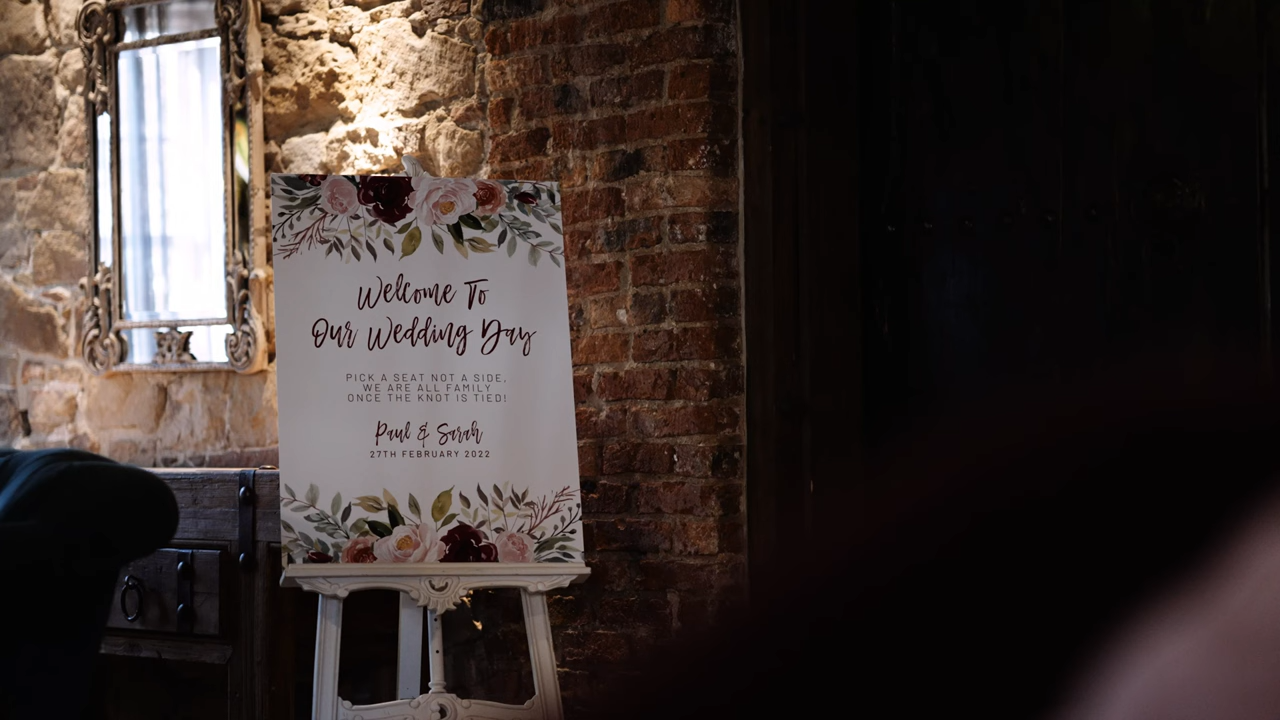 Welcome To
Our Wedding Day
PICK A SEAT NOT A SIDE,
WE ARE ALL FAMILY
ONCE THE KNOT IS TIED!
Paul & Sarah
27TH FEBRUARY 2022